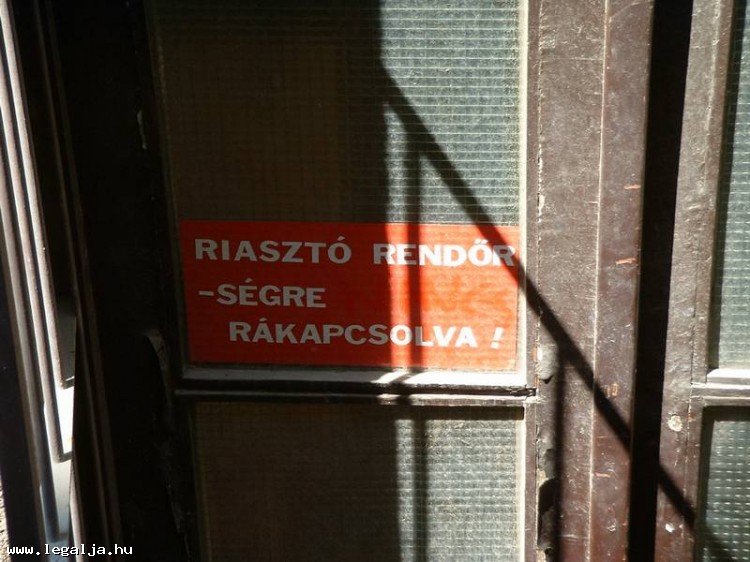 RIASZTÓ RENDŐR
-SÉGRE
RÁKAPCSOLVA!
www.legalja.hu